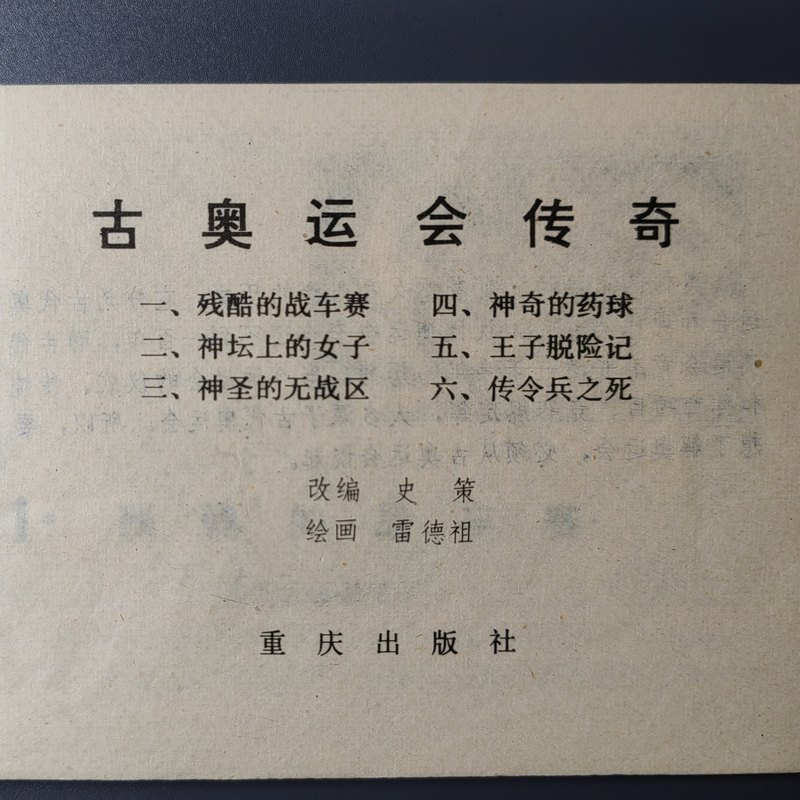 古奥运会传奇
一、残酷的战车赛 四、神奇的药球
二、神坛上的女子 五、王子脱险记
三、神圣的无战区 六、传令兵之死
改编 史策
绘画 雷德祖
重庆出版社